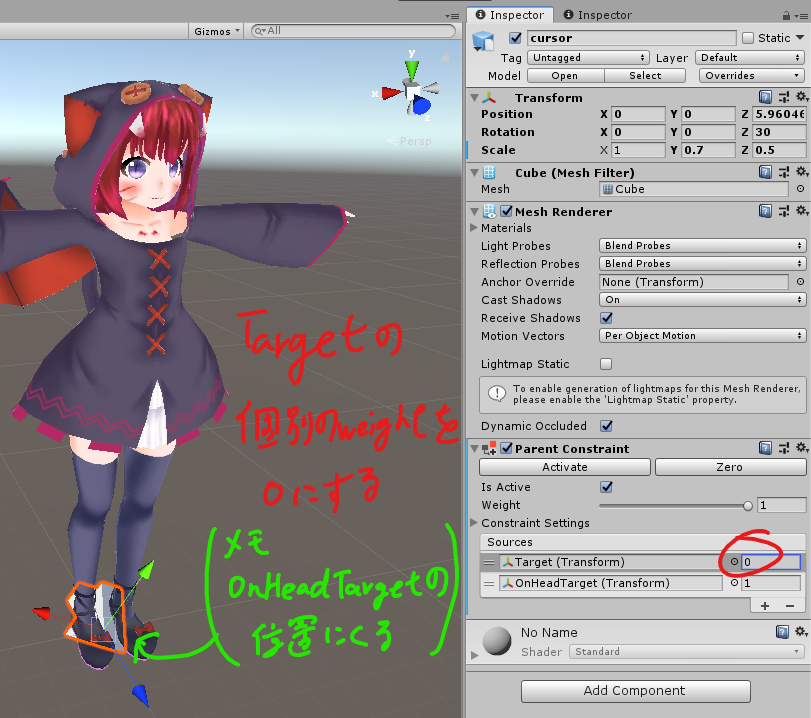 Inspector
Inspector
Gizmos
All
cursor
Static
Tag
Untagged
Layer
Default
Model
Open
Select
Overrides
Transform
Position
X 0
Y 0
Z 5.96046
Rotation
X 0
Y 0
Z 30
Scale
X 1
Y 0.7
Z 0.5
Cube (Mesh Filter)
Mesh
Cube
Mesh Renderer
Materials
Light Probes
Blend Probes
Reflection Probes
Blend Probes
Anchor Override
None (Transform)
Cast Shadows
On
Receive Shadows
Motion Vectors
Per Object Motion
Lightmap Static
To enable generation of lightmaps for this Mesh Renderer,
please enable the 'Lightmap Static' property.
Dynamic Occluded
Parent Constraint
Activate
Zero
Is Active
Weight
1
Constraint Settings
Sources
Target (Transform)
0
OnHeadTarget (Transform)
1
No Name
Shader
Standard
Add Component
y
x
z
Persp
Targetの
個別のweightを
0にする
(メモ
OnHeadTargetの
位置にくる)